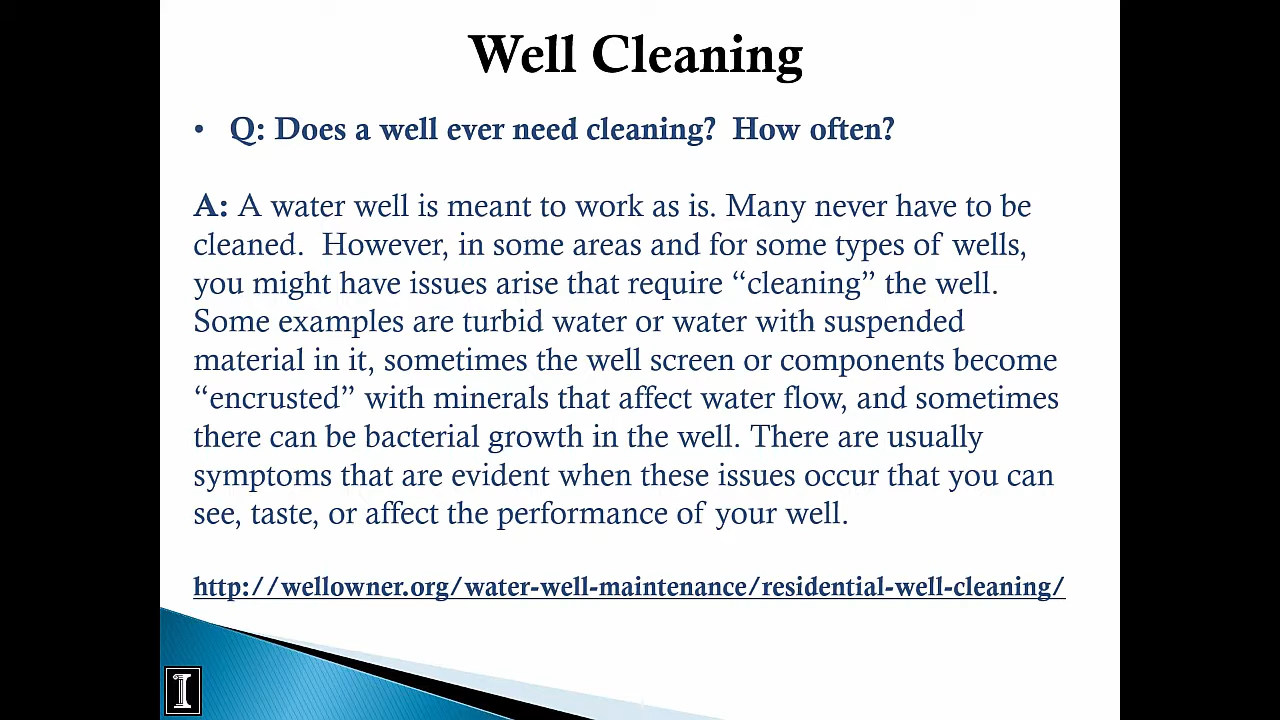 Well Cleaning
• Q: Does a well ever need cleaning?  How often?
A: A water well is meant to work as is. Many never have to be
cleaned.  However, in some areas and for some types of wells,
you might have issues arise that require “cleaning” the well.
Some examples are turbid water or water with suspended
material in it, sometimes the well screen or components become
“encrusted” with minerals that affect water flow, and sometimes
there can be bacterial growth in the well. There are usually
symptoms that are evident when these issues occur that you can
see, taste, or affect the performance of your well.
http://wellowner.org/water-well-maintenance/residential-well-cleaning/
I